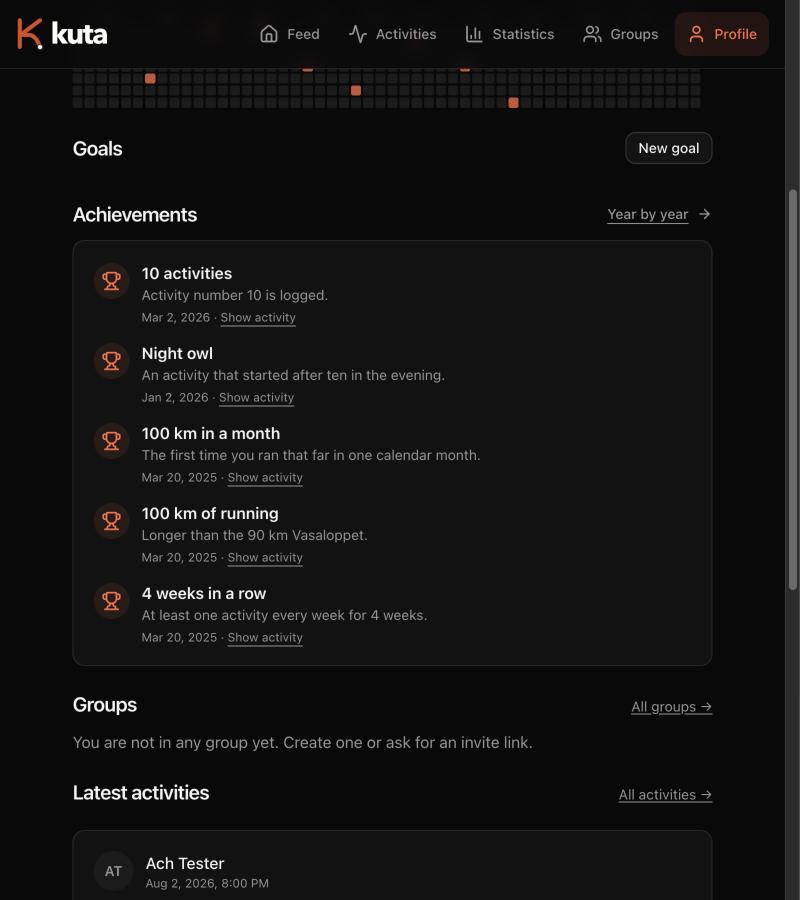 kuta
Feed
Activities
Statistics
Groups
Profile
Goals
New goal
Achievements
Year by year →
10 activities
Activity number 10 is logged.
Mar 2, 2026 · Show activity
Night owl
An activity that started after ten in the evening.
Jan 2, 2026 · Show activity
100 km in a month
The first time you ran that far in one calendar month.
Mar 20, 2025 · Show activity
100 km of running
Longer than the 90 km Vasaloppet.
Mar 20, 2025 · Show activity
4 weeks in a row
At least one activity every week for 4 weeks.
Mar 20, 2025 · Show activity
Groups
All groups →
You are not in any group yet. Create one or ask for an invite link.
Latest activities
All activities →
AT
Ach Tester
Aug 2, 2026, 8:00 PM